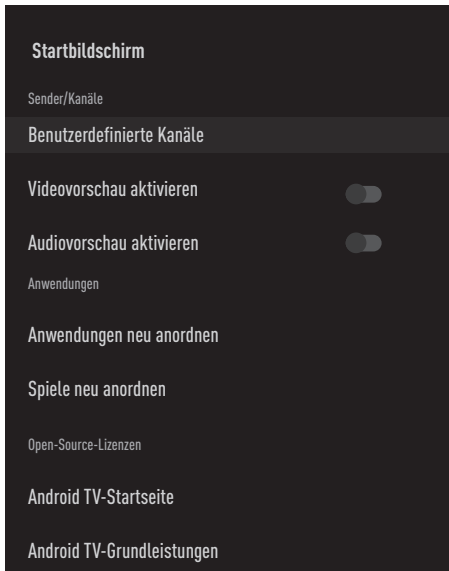 Startbildschirm
Sender/Kanäle
Benutzerdefinierte Kanäle
Videovorschau aktivieren
Audiovorschau aktivieren
Anwendungen
Anwendungen neu anordnen
Spiele neu anordnen
Open-Source-Lizenzen
Android TV-Startseite
Android TV-Grundleistungen